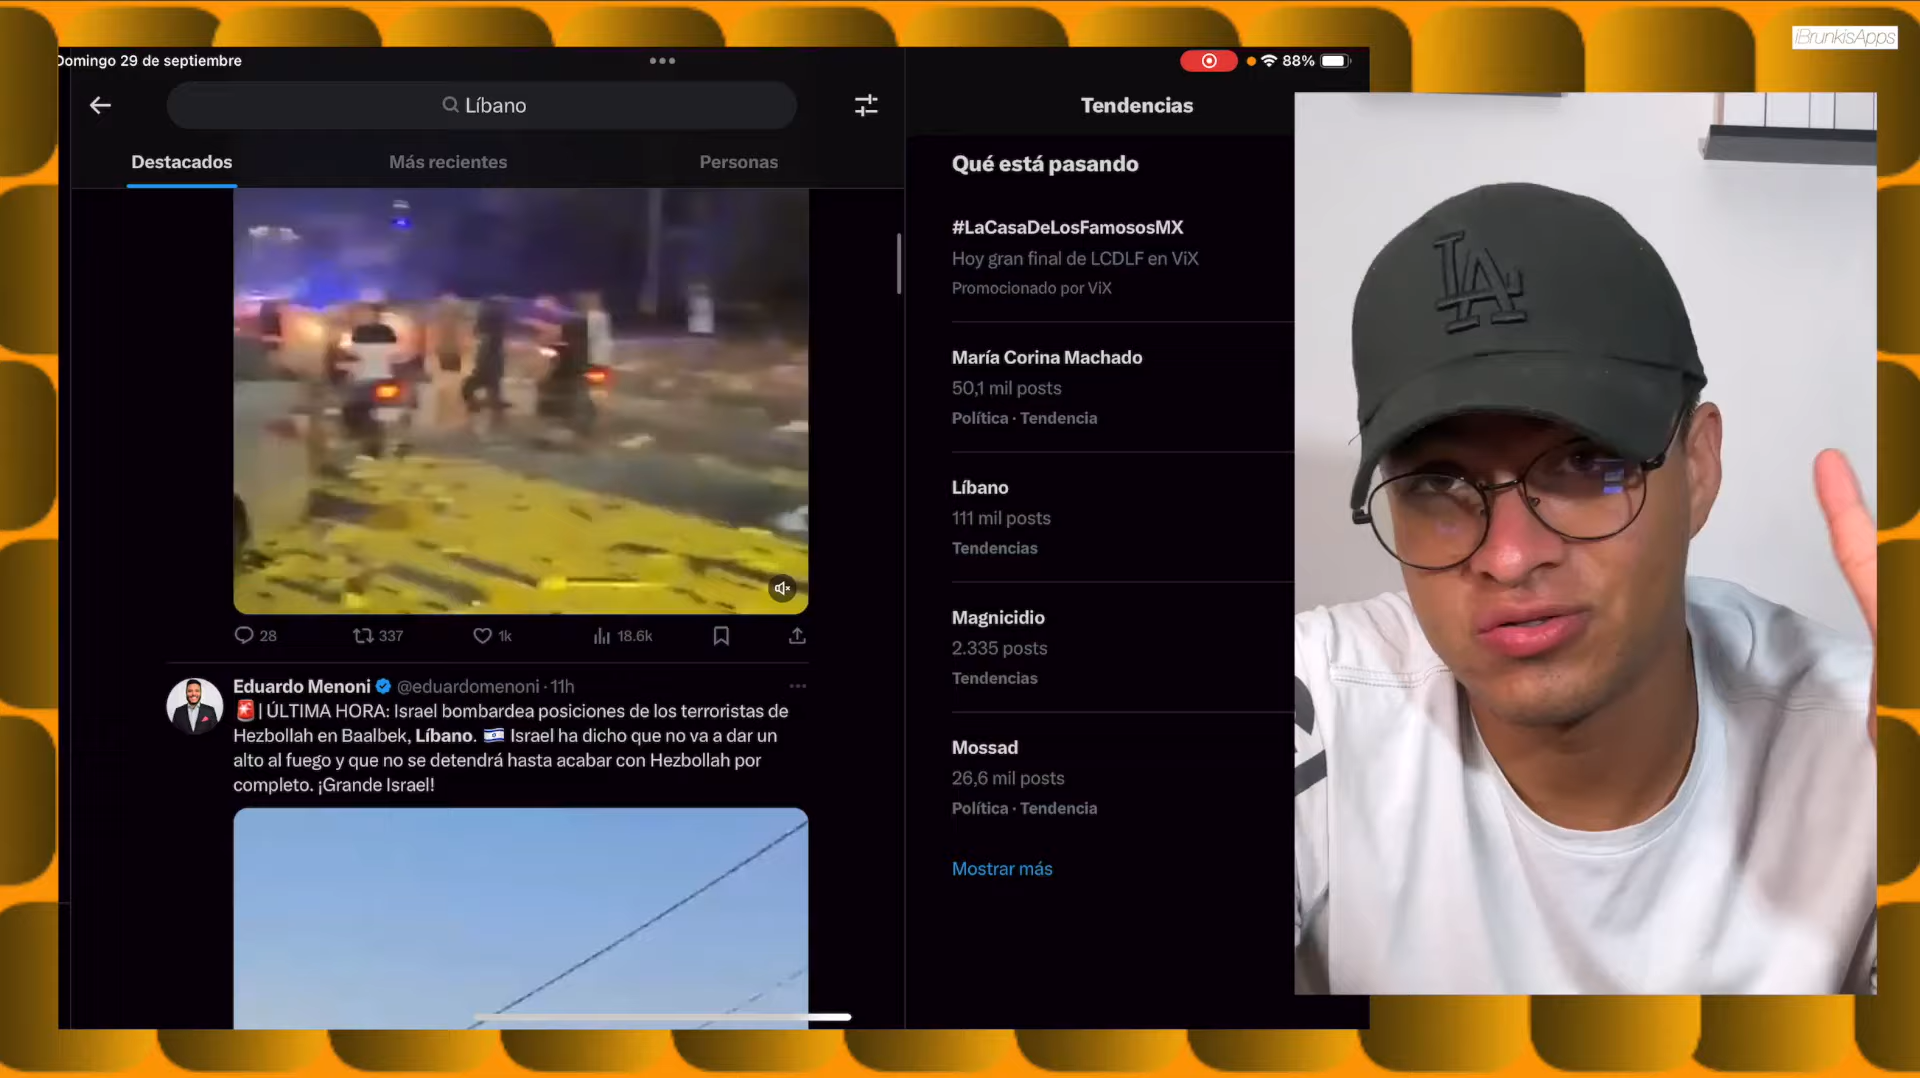 iBrunkisApps
Domingo 29 de septiembre
88%
Líbano
Tendencias
Destacados
Más recientes
Personas
Qué está pasando
#LaCasaDeLosFamososMX
Hoy gran final de LCDLF en ViX
Promocionado por ViX
María Corina Machado
50,1 mil posts
Política · Tendencia
Líbano
111 mil posts
Tendencias
Magnicidio
2.335 posts
Tendencias
Mossad
26,6 mil posts
Política · Tendencia
Mostrar más
28
337
1k
18.6k
Eduardo Menoni @eduardomenoni · 11h
🚨| ÚLTIMA HORA: Israel bombardea posiciones de los terroristas de
Hezbollah en Baalbek, Líbano. 🇮🇱 Israel ha dicho que no va a dar un
alto al fuego y que no se detendrá hasta acabar con Hezbollah por
completo. ¡Grande Israel!
LA